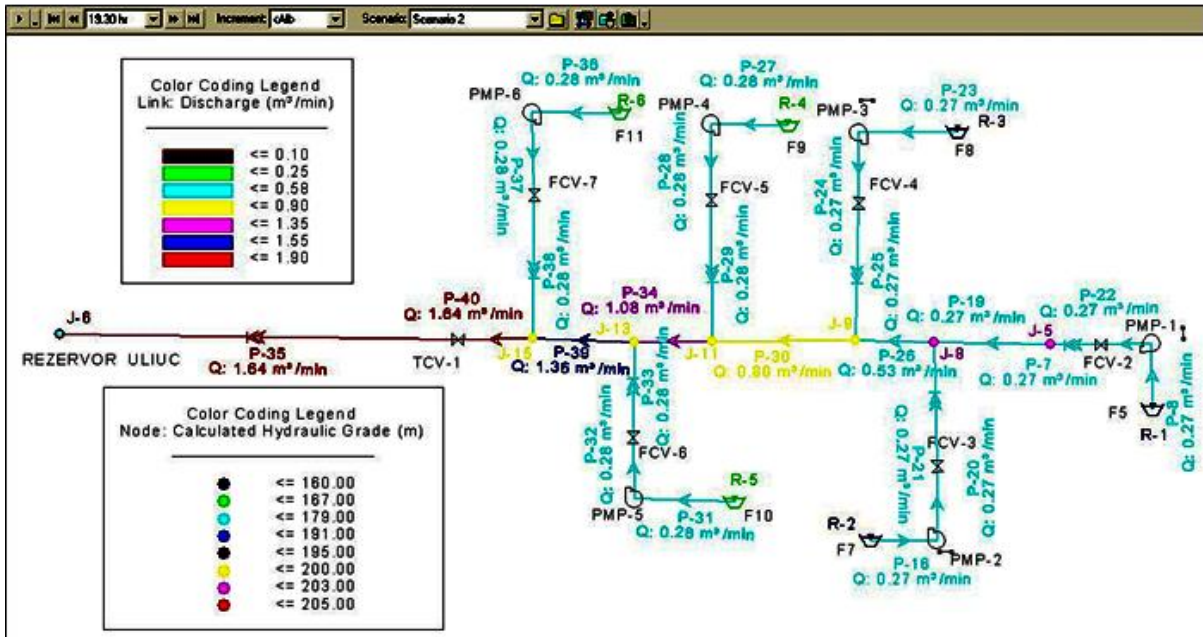 19.30 hr
Increment: <All>
Scenario: Scenario 2
Color Coding Legend
Link: Discharge (m³/min)
<= 0.10
<= 0.25
<= 0.58
<= 0.90
<= 1.35
<= 1.55
<= 1.90
P-36
Q: 0.28 m³/min
PMP-6
R-6
F11
Q: 0.28 m³/min
P-37
FCV-7
P-38
Q: 0.28 m³/min
P-27
Q: 0.28 m³/min
PMP-4
R-4
F9
P-28
Q: 0.28 m³/min
FCV-5
P-29
Q: 0.28 m³/min
PMP-3
P-23
Q: 0.27 m³/min
R-3
F8
P-24
Q: 0.27 m³/min
FCV-4
P-25
Q: 0.27 m³/min
J-6
REZERVOR ULIUC
P-35
Q: 1.64 m³/min
P-40
Q: 1.64 m³/min
TCV-1
J-15
P-39
Q: 1.36 m³/min
J-13
P-34
Q: 1.08 m³/min
J-11
P-30
Q: 0.80 m³/min
J-9
P-26
Q: 0.53 m³/min
P-19
Q: 0.27 m³/min
J-8
J-5
P-7
Q: 0.27 m³/min
P-22
Q: 0.27 m³/min
FCV-2
PMP-1
P-8
Q: 0.27 m³/min
F5
R-1
P-33
Q: 0.28 m³/min
P-32
Q: 0.28 m³/min
FCV-6
PMP-5
R-5
F10
P-31
Q: 0.28 m³/min
P-21
Q: 0.27 m³/min
FCV-3
P-20
Q: 0.27 m³/min
R-2
F7
PMP-2
P-16
Q: 0.27 m³/min
Color Coding Legend
Node: Calculated Hydraulic Grade (m)
<= 160.00
<= 167.00
<= 179.00
<= 191.00
<= 195.00
<= 200.00
<= 203.00
<= 205.00